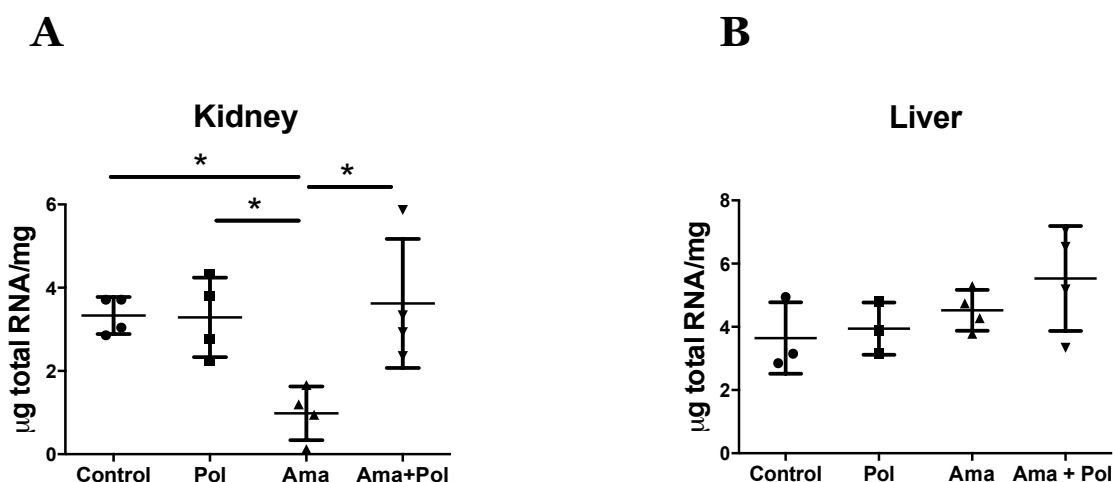 A
Kidney
* * *
μg total RNA/mg
6
4
2
0
Control Pol Ama Ama+Pol
B
Liver
μg total RNA/mg
8
6
4
2
0
Control Pol Ama Ama + Pol